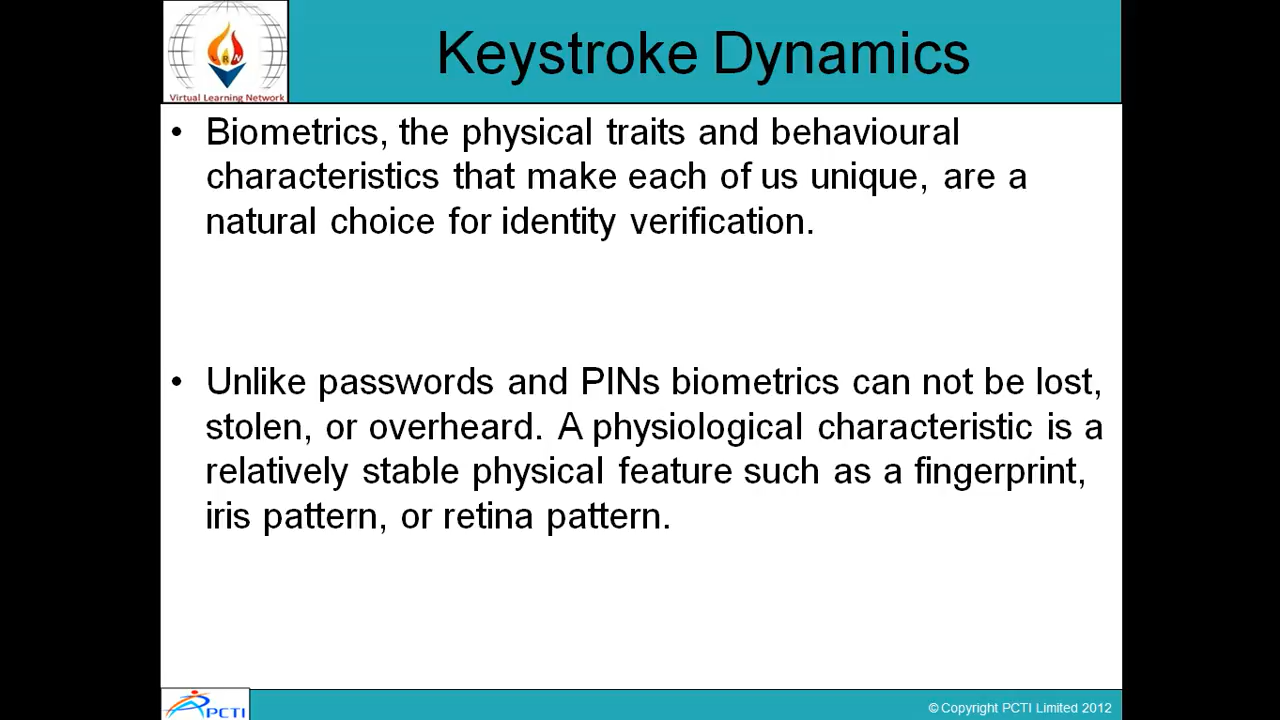 Keystroke Dynamics
Virtual Learning Network
• Biometrics, the physical traits and behavioural
characteristics that make each of us unique, are a
natural choice for identity verification.
• Unlike passwords and PINs biometrics can not be lost,
stolen, or overheard. A physiological characteristic is a
relatively stable physical feature such as a fingerprint,
iris pattern, or retina pattern.
PCTI
© Copyright PCTI Limited 2012